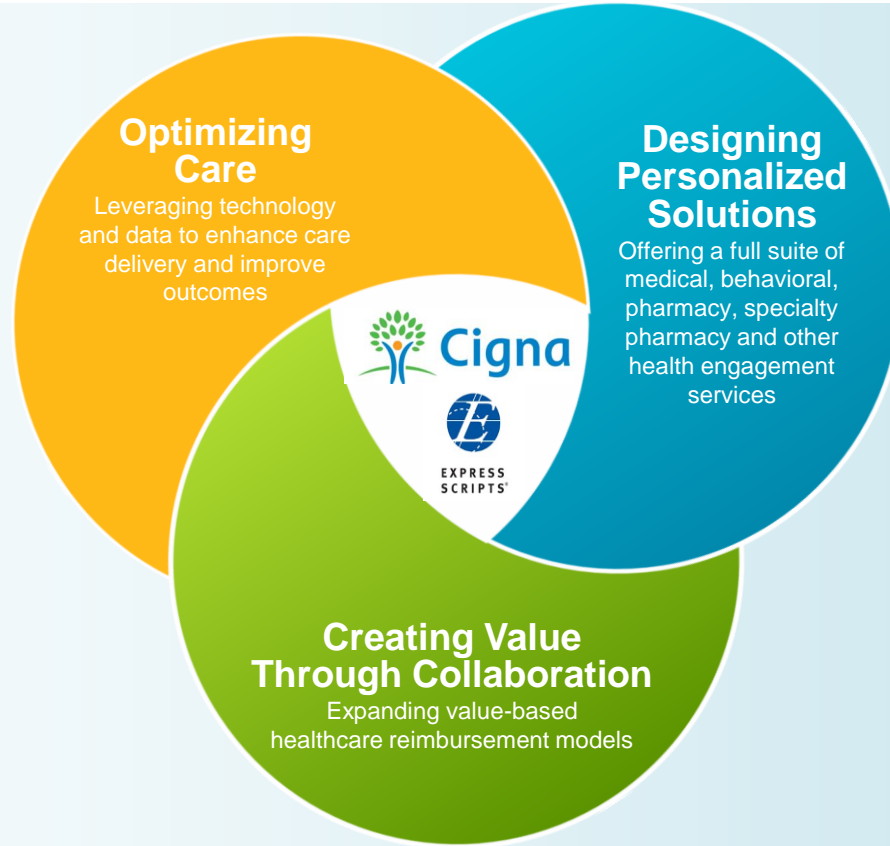 Optimizing
Care
Leveraging technology
and data to enhance care
delivery and improve
outcomes
Designing
Personalized
Solutions
Offering a full suite of
medical, behavioral,
pharmacy, specialty
pharmacy and other
health engagement
services
Cigna
E
EXPRESS
SCRIPTS®
Creating Value
Through Collaboration
Expanding value-based
healthcare reimbursement models